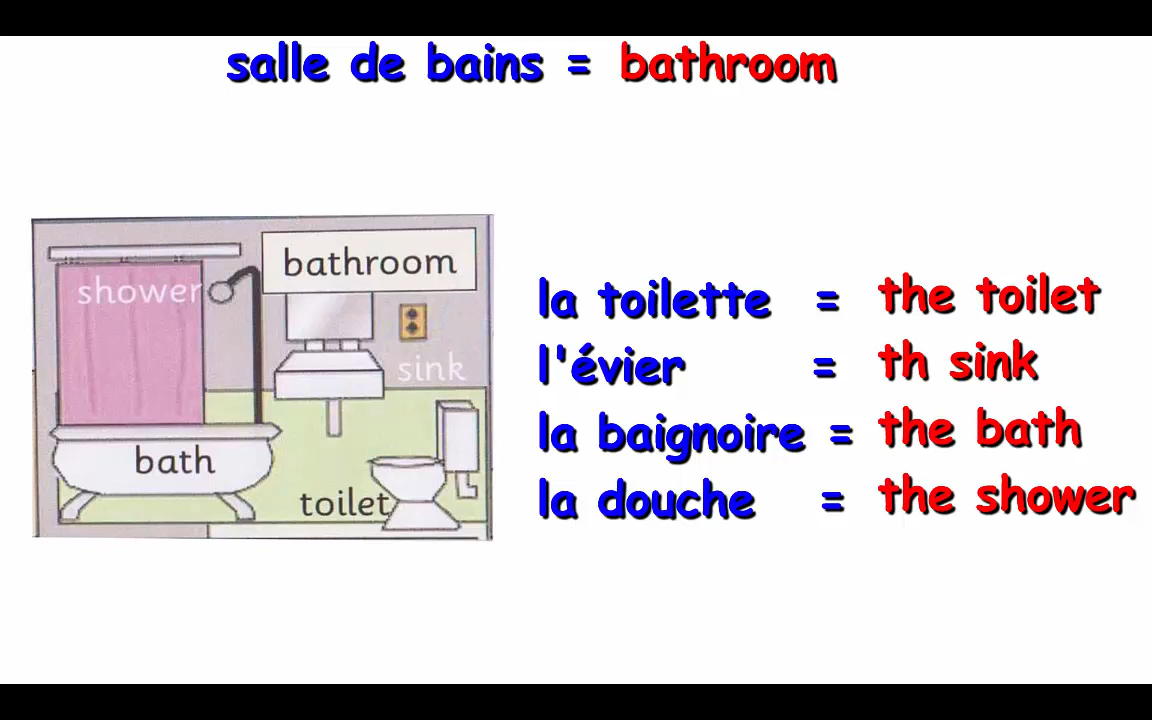 salle de bains = bathroom
bathroom
shower
sink
bath
toilet
la toilette = the toilet
l'évier = th sink
la baignoire = the bath
la douche = the shower